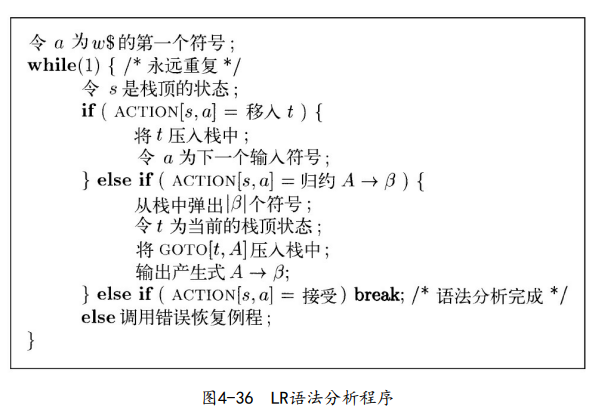 令 a 为w$的第一个符号;
while(1) { /* 永远重复 */
令 s 是栈顶的状态;
if ( ACTION[s,a] = 移入 t ) {
将 t 压入栈中;
令 a 为下一个输入符号;
} else if ( ACTION[s,a] = 归约 A → β ) {
从栈中弹出|β|个符号;
令 t 为当前的栈顶状态;
将 GOTO[t,A]压入栈中;
输出产生式 A → β;
} else if ( ACTION[s,a] = 接受) break; /* 语法分析完成 */
else 调用错误恢复例程;
}
图4-36 LR语法分析程序